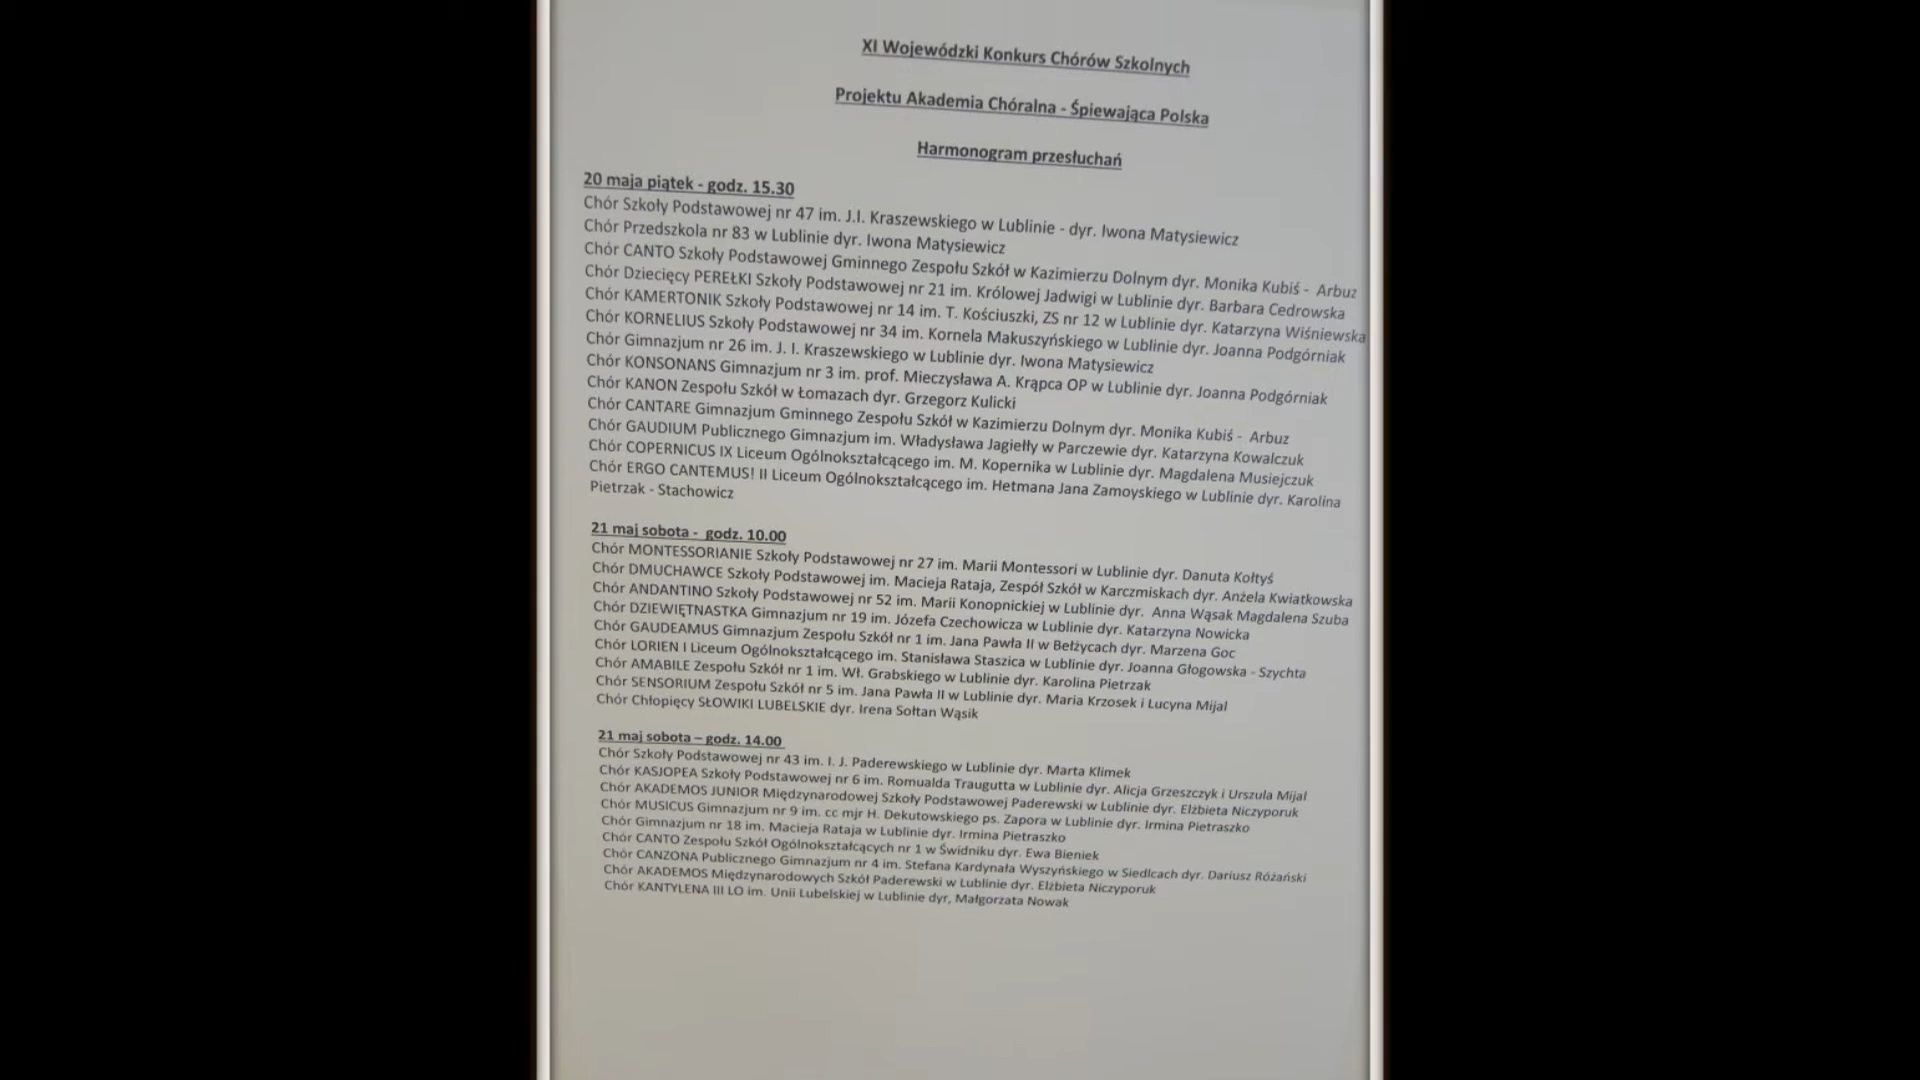 XI Wojewódzki Konkurs Chórów Szkolnych
Projektu Akademia Chóralna - Śpiewająca Polska
Harmonogram przesłuchań
20 maja piątek - godz. 15.30
Chór Szkoły Podstawowej nr 47 im. J.I. Kraszewskiego w Lublinie - dyr. Iwona Matysiewicz
Chór Przedszkola nr 83 w Lublinie dyr. Iwona Matysiewicz
Chór CANTO Szkoły Podstawowej Gminnego Zespołu Szkół w Kazimierzu Dolnym dyr. Monika Kubiś - Arbuz
Chór Dziecięcy PEREŁKI Szkoły Podstawowej nr 21 im. Królowej Jadwigi w Lublinie dyr. Barbara Cedrowska
Chór KAMERTONIK Szkoły Podstawowej nr 14 im. T. Kościuszki, ZS nr 12 w Lublinie dyr. Katarzyna Wiśniewska
Chór KORNELIUS Szkoły Podstawowej nr 34 im. Kornela Makuszyńskiego w Lublinie dyr. Joanna Podgórniak
Chór Gimnazjum nr 26 im. J. I. Kraszewskiego w Lublinie dyr. Iwona Matysiewicz
Chór KONSONANS Gimnazjum nr 3 im. prof. Mieczysława A. Krąpca OP w Lublinie dyr. Joanna Podgórniak
Chór KANON Zespołu Szkół w Łomazach dyr. Grzegorz Kulicki
Chór CANTARE Gimnazjum Gminnego Zespołu Szkół w Kazimierzu Dolnym dyr. Monika Kubiś - Arbuz
Chór GAUDIUM Publicznego Gimnazjum im. Władysława Jagiełły w Parczewie dyr. Katarzyna Kowalczuk
Chór COPERNICUS IX Liceum Ogólnokształcącego im. M. Kopernika w Lublinie dyr. Magdalena Musiejczuk
Chór ERGO CANTEMUS! II Liceum Ogólnokształcącego im. Hetmana Jana Zamoyskiego w Lublinie dyr. Karolina
Pietrzak - Stachowicz
21 maj sobota - godz. 10.00
Chór MONTESSORIANIE Szkoły Podstawowej nr 27 im. Marii Montessori w Lublinie dyr. Danuta Kołtyś
Chór DMUCHAWCE Szkoły Podstawowej im. Macieja Rataja, Zespół Szkół w Karczmiskach dyr. Anżela Kwiatkowska
Chór ANDANTINO Szkoły Podstawowej nr 52 im. Marii Konopnickiej w Lublinie dyr. Anna Wąsak Magdalena Szuba
Chór DZIEWIĘTNASTKA Gimnazjum nr 19 im. Józefa Czechowicza w Lublinie dyr. Katarzyna Nowicka
Chór GAUDEAMUS Gimnazjum Zespołu Szkół nr 1 im. Jana Pawła II w Bełżycach dyr. Marzena Goc
Chór LORIEN I Liceum Ogólnokształcącego im. Stanisława Staszica w Lublinie dyr. Joanna Głogowska - Szychta
Chór AMABILE Zespołu Szkół nr 1 im. Wł. Grabskiego w Lublinie dyr. Karolina Pietrzak
Chór SENSORIUM Zespołu Szkół nr 5 im. Jana Pawła II w Lublinie dyr. Maria Krzosek i Lucyna Mijal
Chór Chłopięcy SŁOWIKI LUBELSKIE dyr. Irena Sołtan Wąsik
21 maj sobota – godz. 14.00
Chór Szkoły Podstawowej nr 43 im. I. J. Paderewskiego w Lublinie dyr. Marta Klimek
Chór KASJOPEA Szkoły Podstawowej nr 6 im. Romualda Traugutta w Lublinie dyr. Alicja Grzeszczyk i Urszula Mijal
Chór AKADEMOS JUNIOR Międzynarodowej Szkoły Podstawowej Paderewski w Lublinie dyr. Elżbieta Niczyporuk
Chór MUSICUS Gimnazjum nr 9 im. cc mjr H. Dekutowskiego ps. Zapora w Lublinie dyr. Irmina Pietraszko
Chór Gimnazjum nr 18 im. Macieja Rataja w Lublinie dyr. Irmina Pietraszko
Chór CANTO Zespołu Szkół Ogólnokształcących nr 1 w Świdniku dyr. Ewa Bieniek
Chór CANZONA Publicznego Gimnazjum nr 4 im. Stefana Kardynała Wyszyńskiego w Siedlcach dyr. Dariusz Różański
Chór AKADEMOS Międzynarodowych Szkół Paderewski w Lublinie dyr. Elżbieta Niczyporuk
Chór KANTYLENA III LO im. Unii Lubelskiej w Lublinie dyr, Małgorzata Nowak